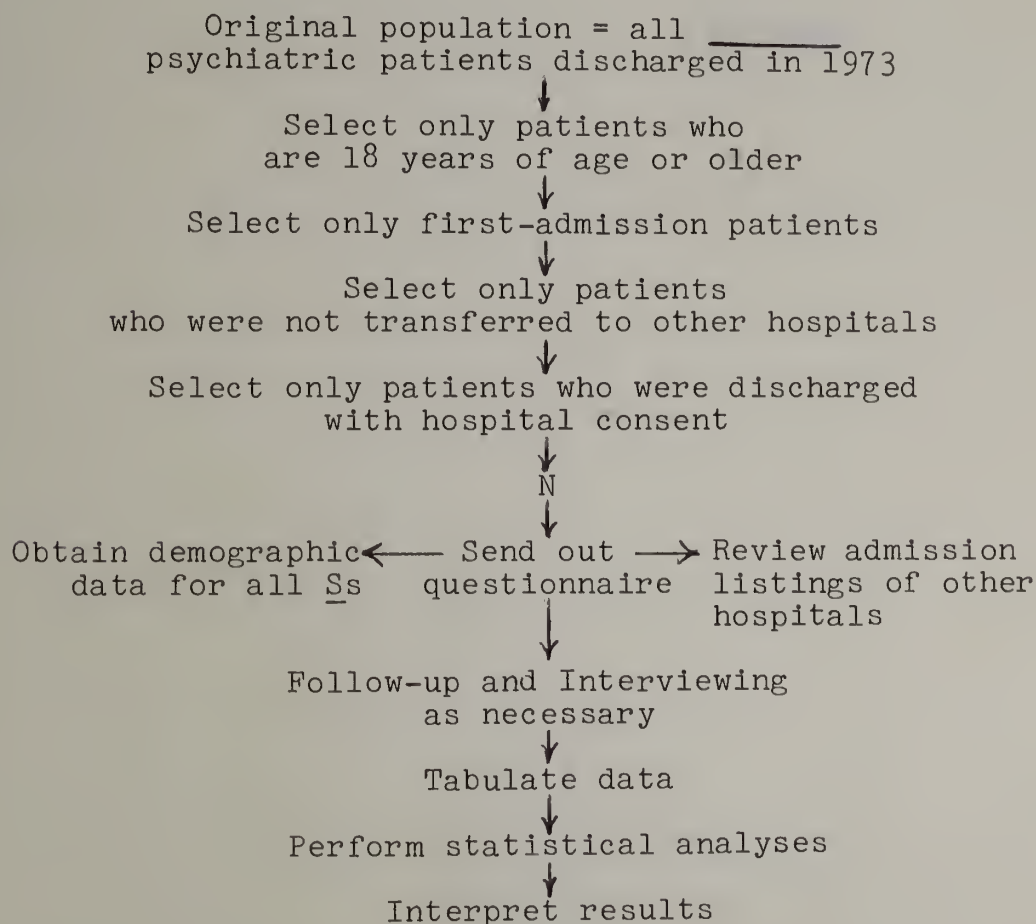 Original population = all ________
psychiatric patients discharged in 1973
Select only patients who
are 18 years of age or older
Select only first-admission patients
Select only patients
who were not transferred to other hospitals
Select only patients who were discharged
with hospital consent
N
Obtain demographic
data for all Ss
Send out
questionnaire
Review admission
listings of other
hospitals
Follow-up and Interviewing
as necessary
Tabulate data
Perform statistical analyses
Interpret results